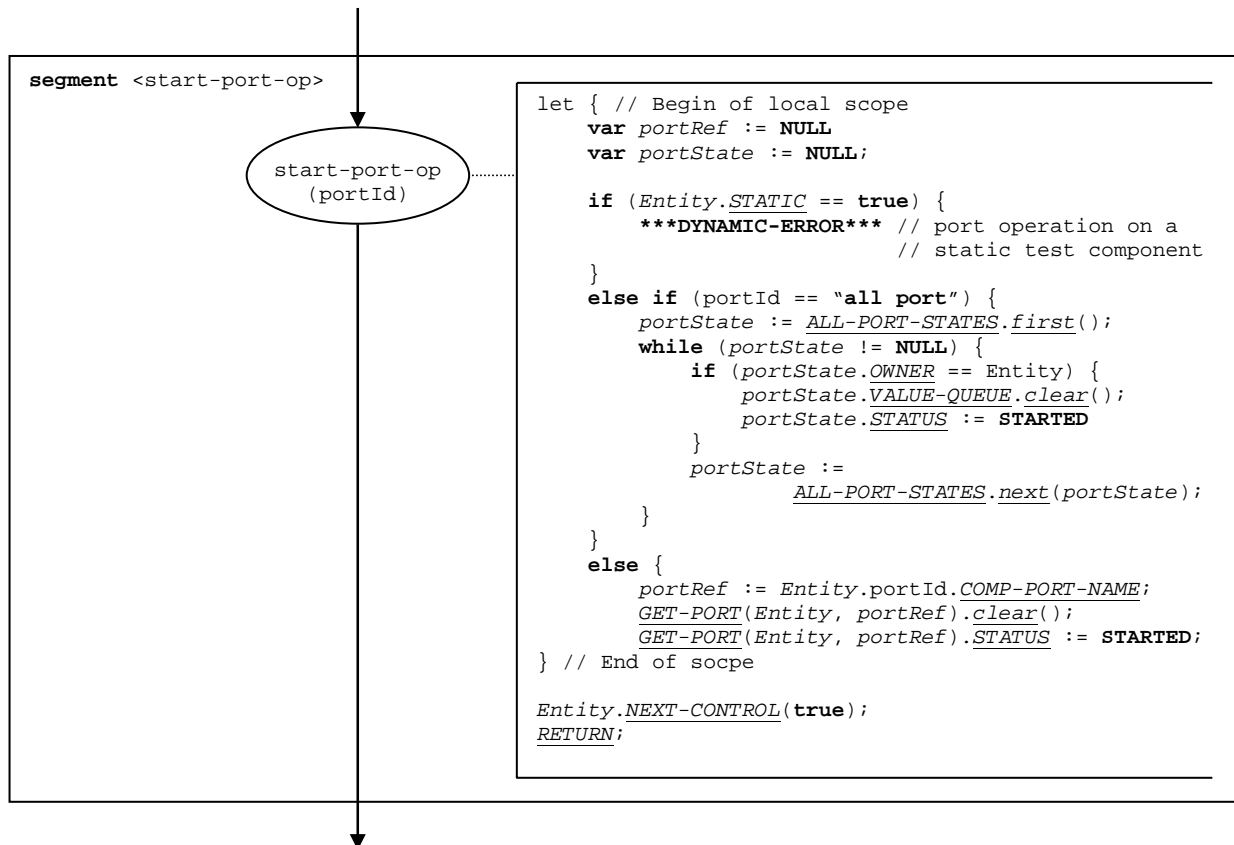 segment <start-port-op>
start-port-op
(portId)
let { // Begin of local scope
var portRef := NULL
var portState := NULL;
if (Entity.STATIC == true) {
***DYNAMIC-ERROR*** // port operation on a
// static test component
}
else if (portId == “all port”) {
portState := ALL-PORT-STATES.first();
while (portState != NULL) {
if (portState.OWNER == Entity) {
portState.VALUE-QUEUE.clear();
portState.STATUS := STARTED
}
portState :=
ALL-PORT-STATES.next(portState);
}
}
else {
portRef := Entity.portId.COMP-PORT-NAME;
GET-PORT(Entity, portRef).clear();
GET-PORT(Entity, portRef).STATUS := STARTED;
} // End of socpe
Entity.NEXT-CONTROL(true);
RETURN;